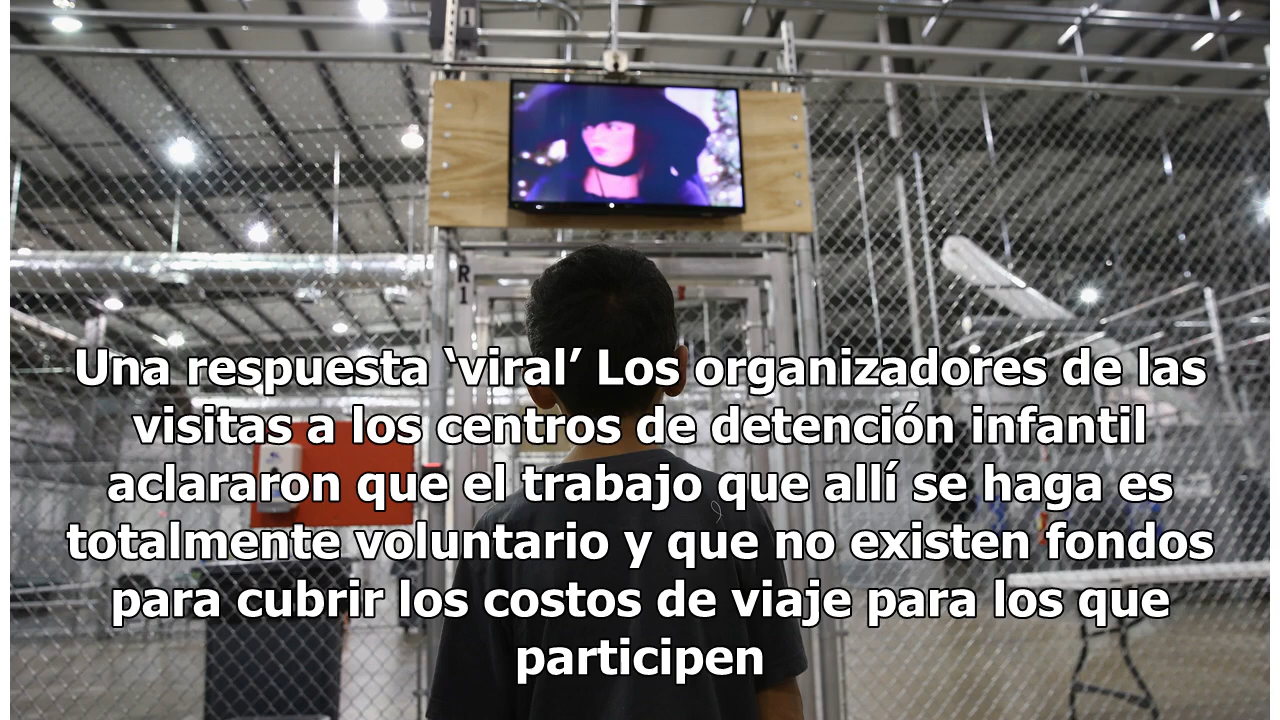 1
R
1
Una respuesta ‘viral’ Los organizadores de las
visitas a los centros de detención infantil
aclararon que el trabajo que allí se haga es
totalmente voluntario y que no existen fondos
para cubrir los costos de viaje para los que
participen